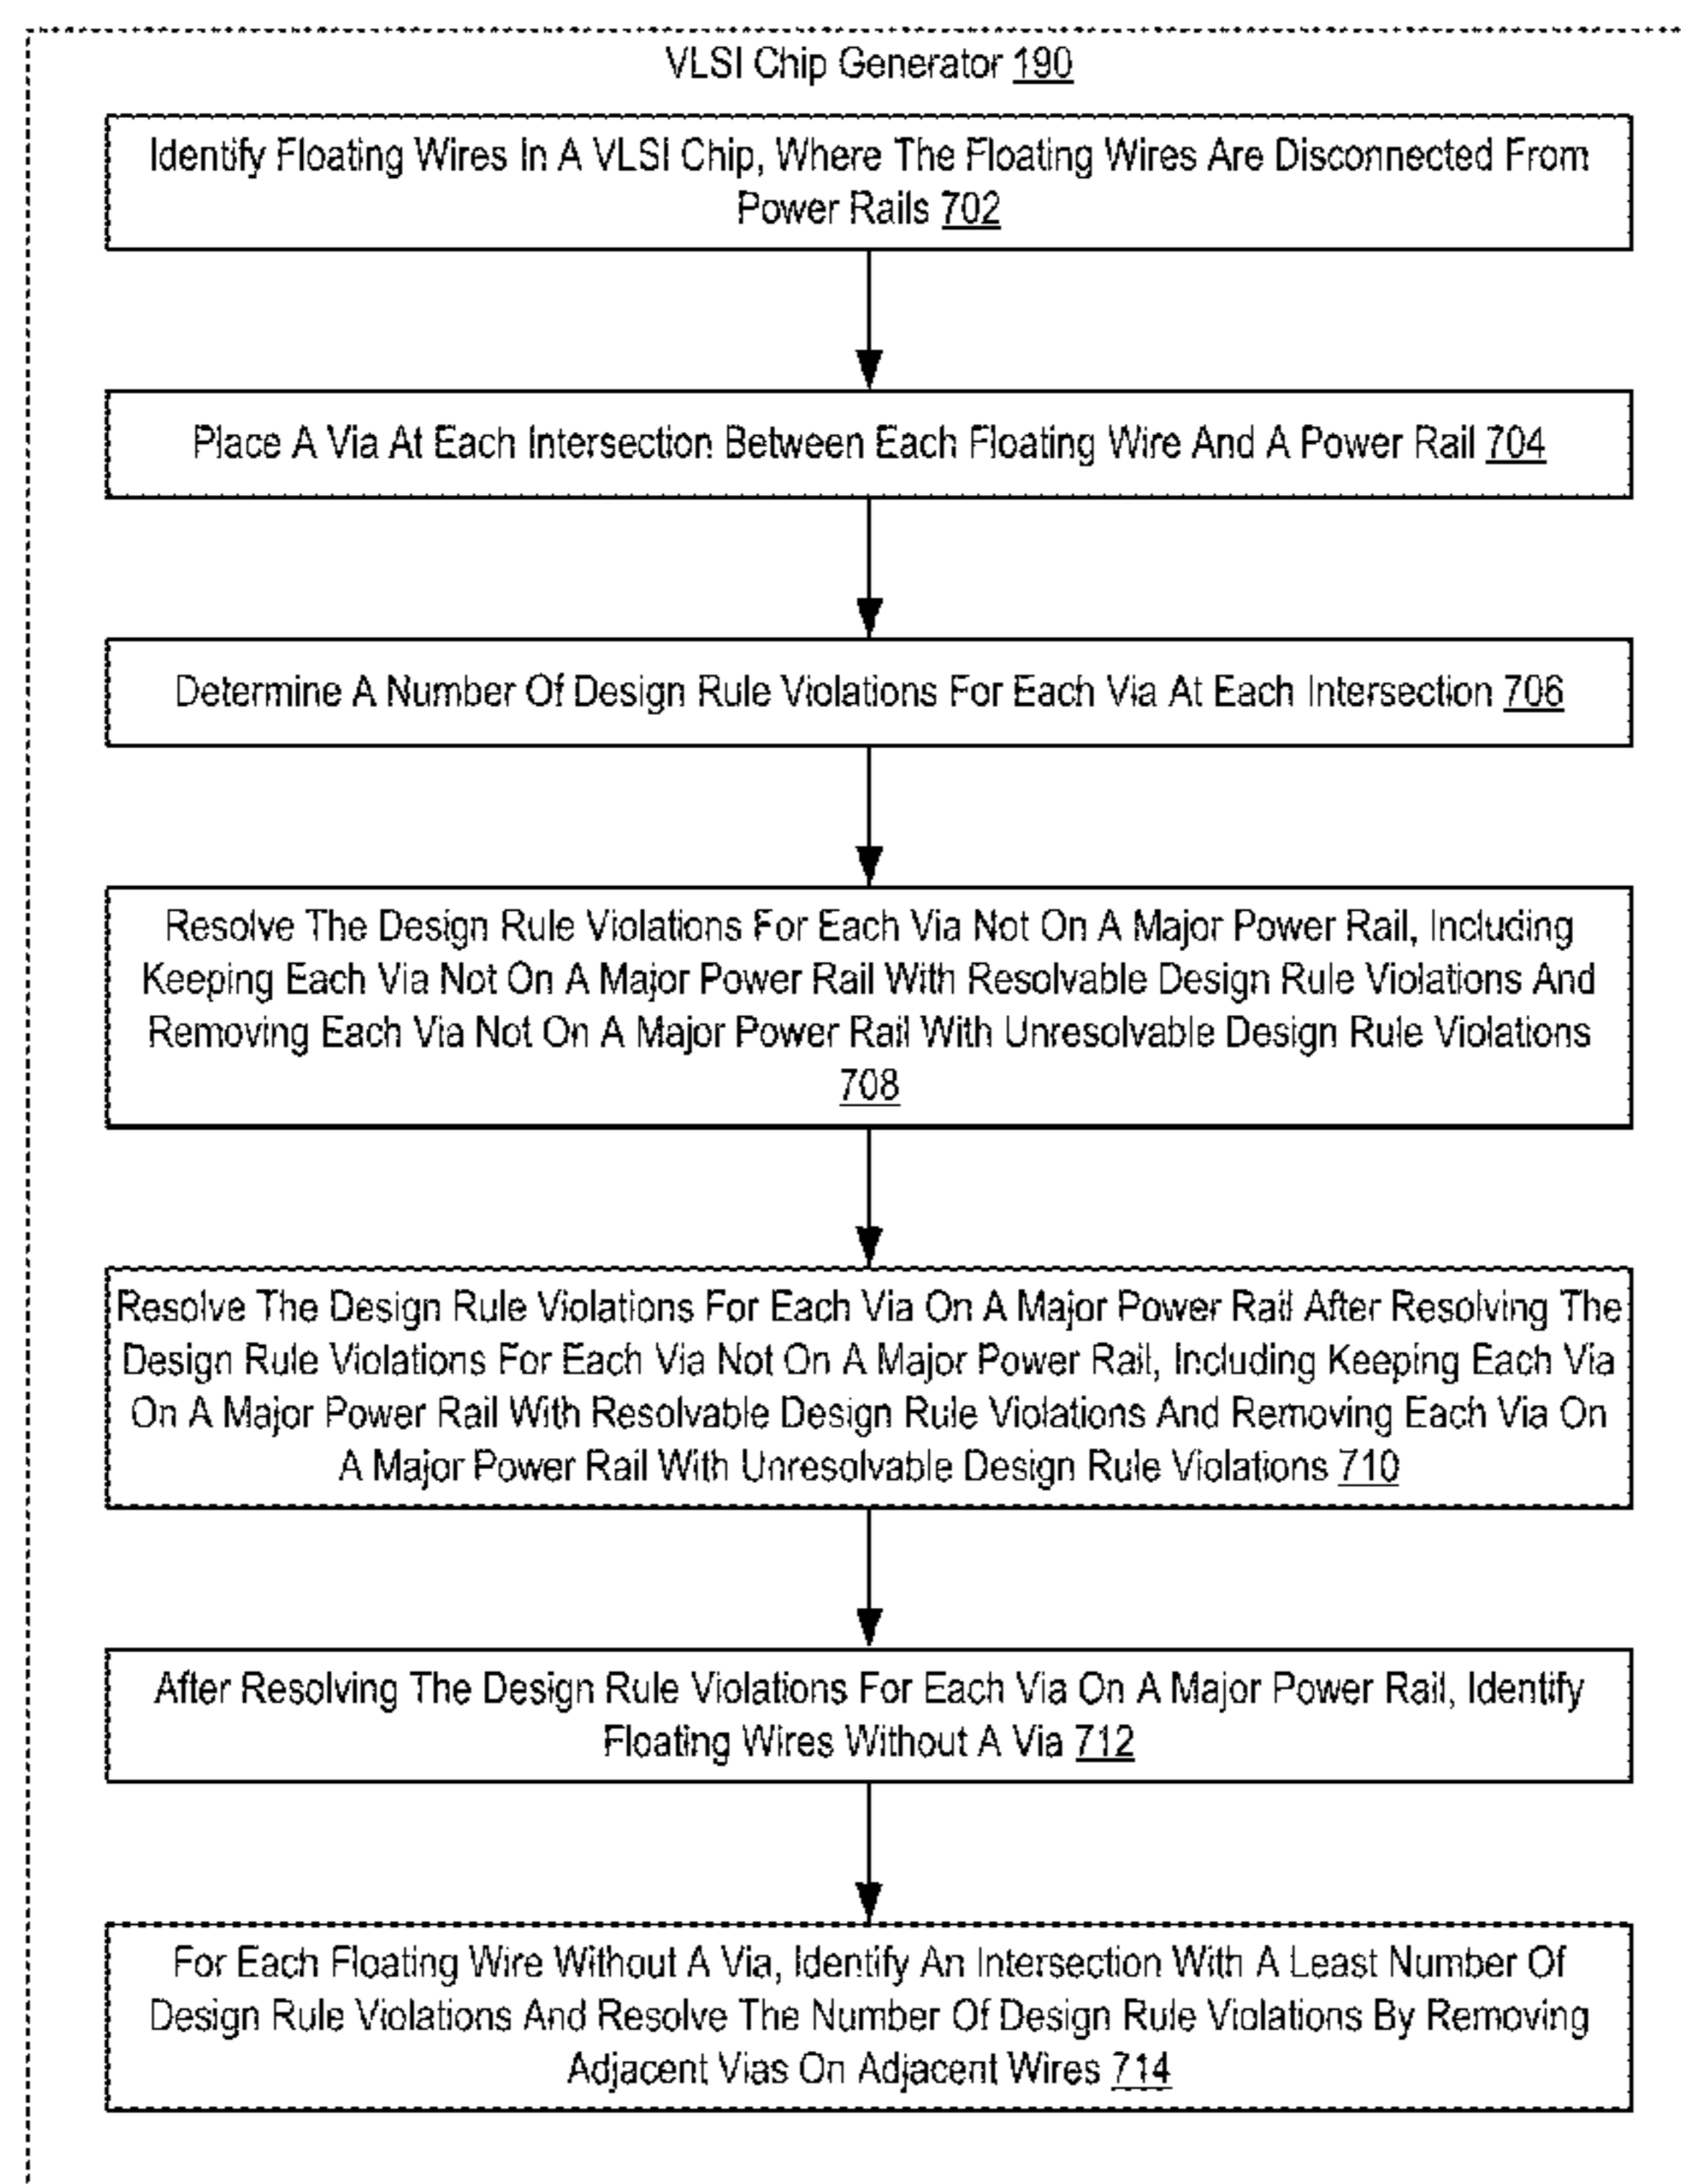 VLSI Chip Generator 190
Identify Floating Wires In A VLSI Chip, Where The Floating Wires Are Disconnected From
Power Rails 702
Place A Via At Each Intersection Between Each Floating Wire And A Power Rail 704
Determine A Number Of Design Rule Violations For Each Via At Each Intersection 706
Resolve The Design Rule Violations For Each Via Not On A Major Power Rail, Including
Keeping Each Via Not On A Major Power Rail With Resolvable Design Rule Violations And
Removing Each Via Not On A Major Power Rail With Unresolvable Design Rule Violations
708
Resolve The Design Rule Violations For Each Via On A Major Power Rail After Resolving The
Design Rule Violations For Each Via Not On A Major Power Rail, Including Keeping Each Via
On A Major Power Rail With Resolvable Design Rule Violations And Removing Each Via On
A Major Power Rail With Unresolvable Design Rule Violations 710
After Resolving The Design Rule Violations For Each Via On A Major Power Rail, Identify
Floating Wires Without A Via 712
For Each Floating Wire Without A Via, Identify An Intersection With A Least Number Of
Design Rule Violations And Resolve The Number Of Design Rule Violations By Removing
Adjacent Vias On Adjacent Wires 714